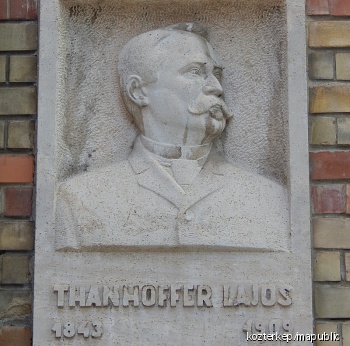 THANHOFFER LAJOS
1843 1909
kozterkep.mapublic